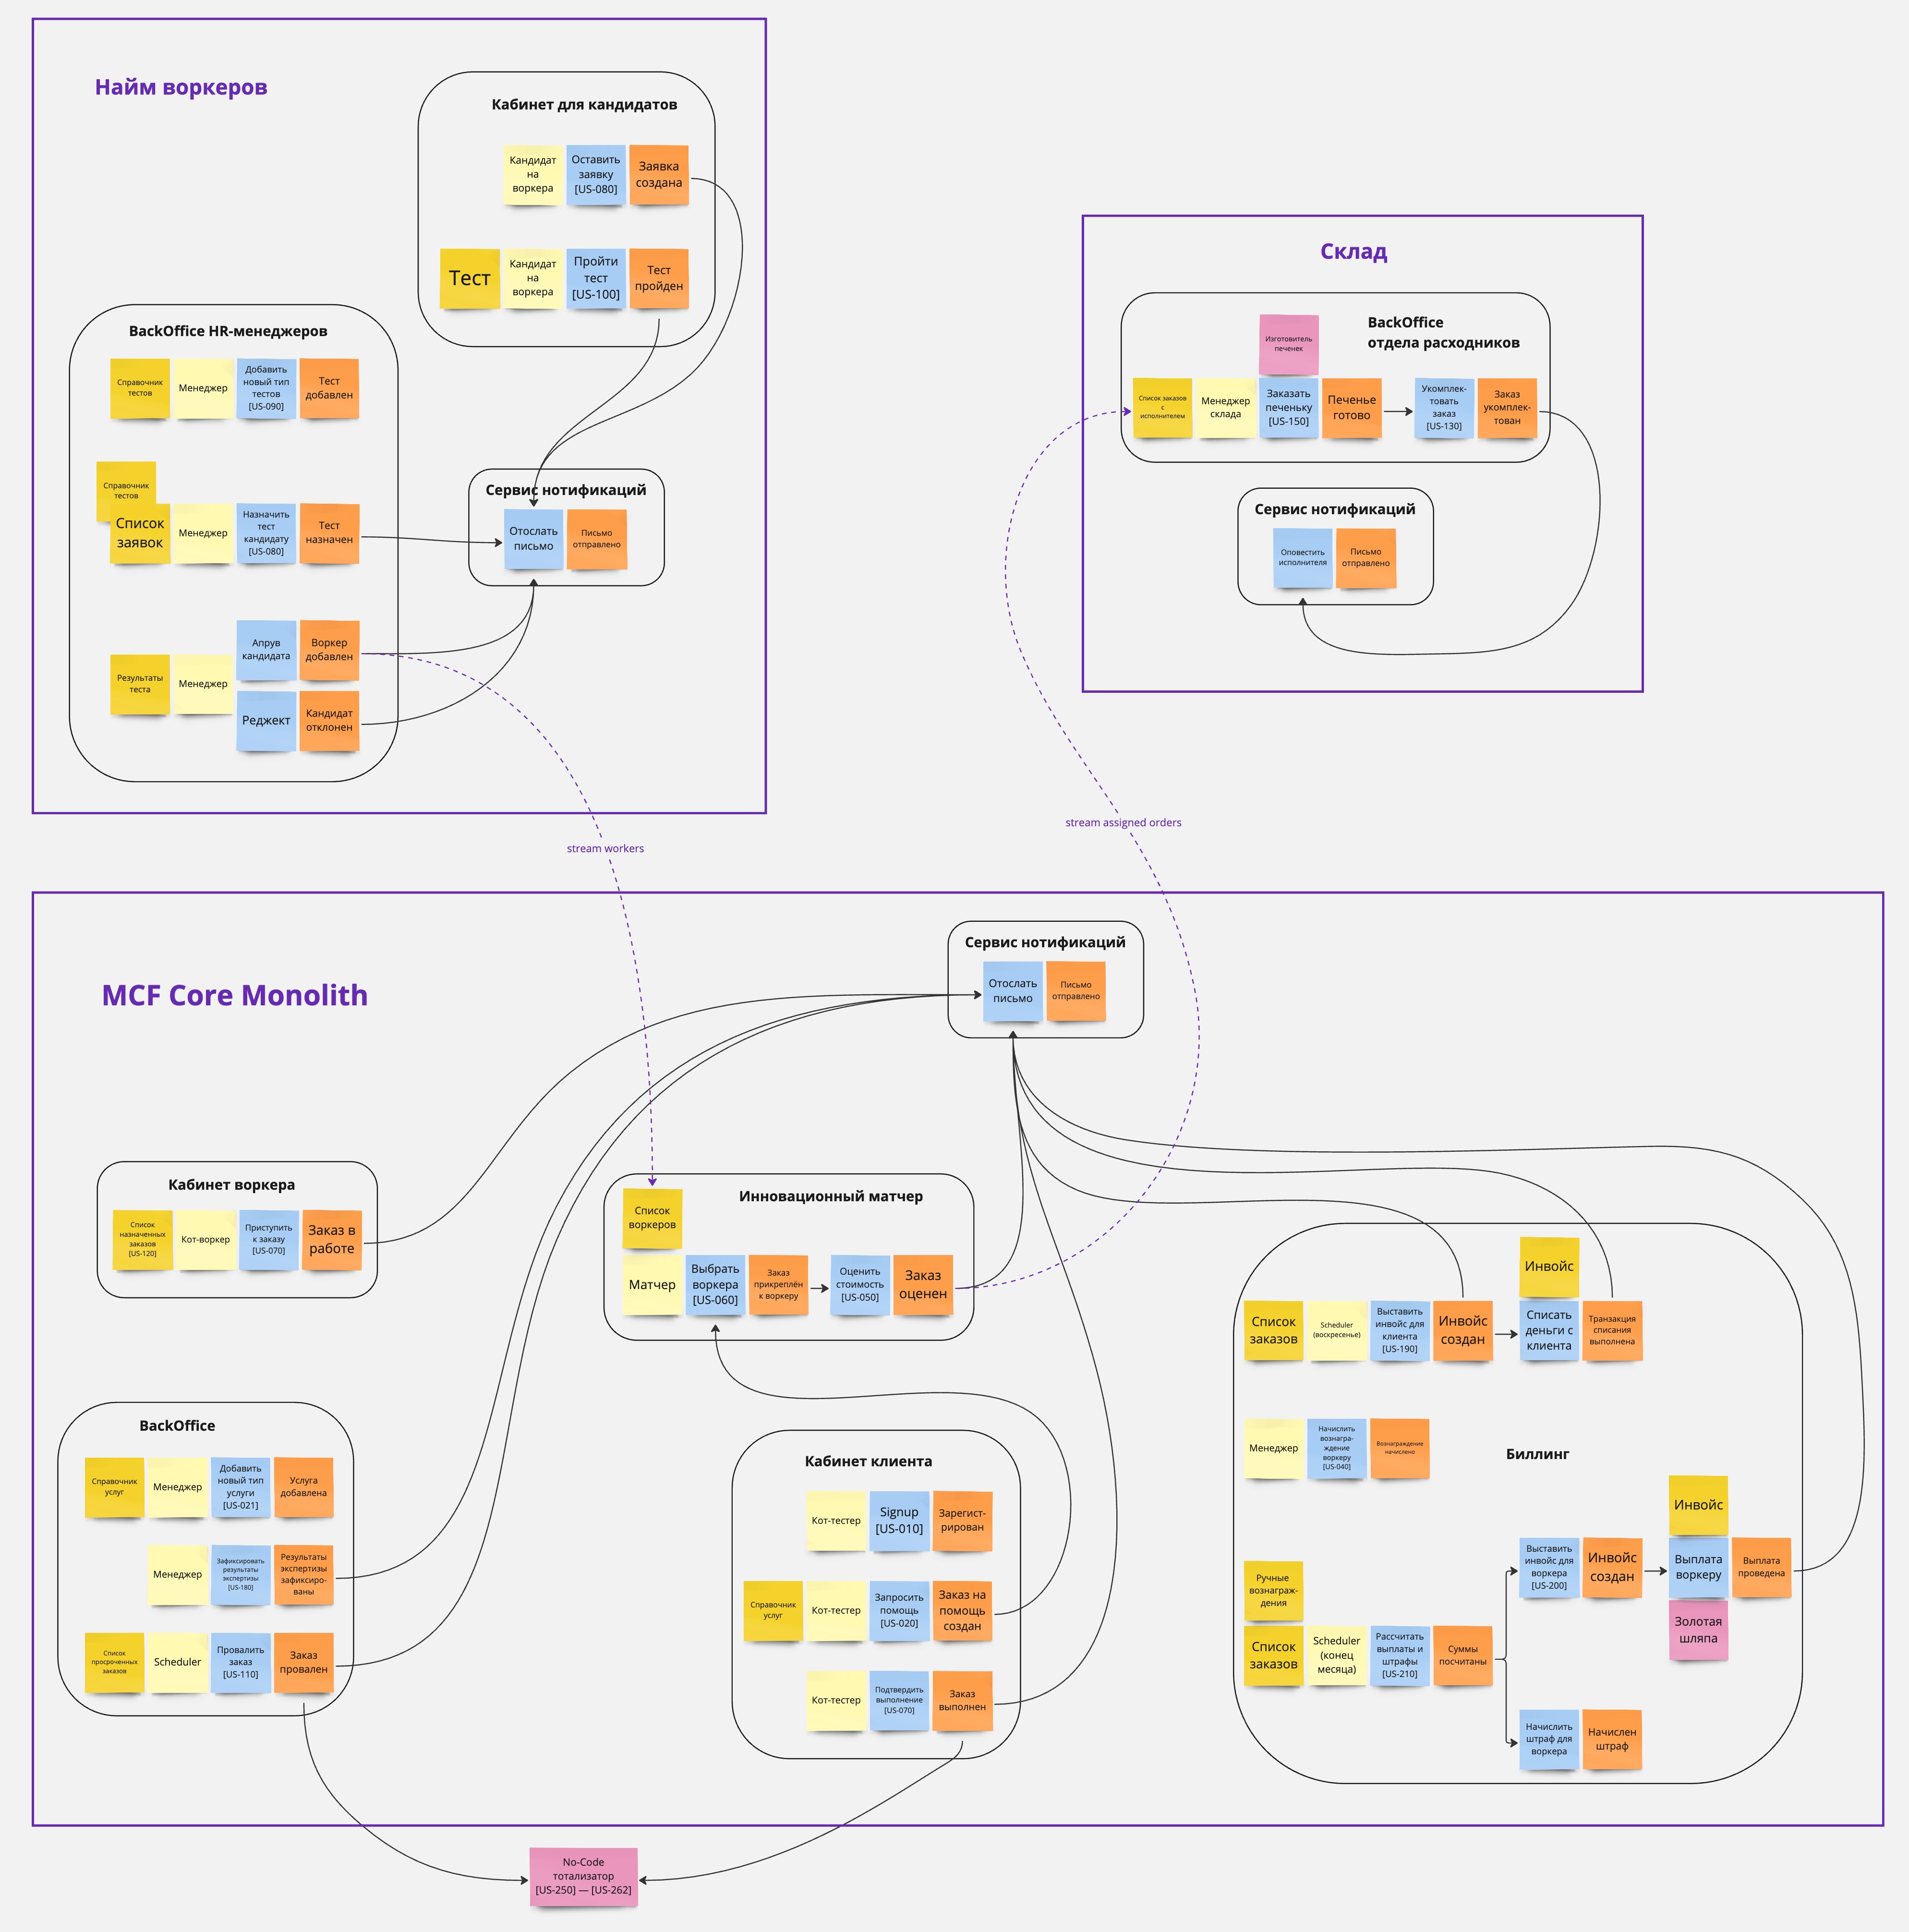 Найм воркеров
Кабинет для кандидатов
Кандидат
на
воркера
Оставить
заявку
[US-080]
Заявка
создана
Тест
Кандидат
на
воркера
Пройти
тест
[US-100]
Тест
пройден
BackOffice HR-менеджеров
Справочник
тестов
Менеджер
Добавить
новый тип
тестов
[US-090]
Тест
добавлен
Справочник
тестов
Список
заявок
Менеджер
Назначить
тест
кандидату
[US-080]
Тест
назначен
Результаты
теста
Менеджер
Апрув
кандидата
Воркер
добавлен
Реджект
Кандидат
отклонен
Сервис нотификаций
Отослать
письмо
Письмо
отправлено
Склад
BackOffice
отдела расходников
Изготовитель
печенек
Список заказов
с
исполнителем
Менеджер
склада
Заказать
печеньку
[US-150]
Печенье
готово
Укомплек-
товать
заказ
[US-130]
Заказ
укомплек-
тован
Сервис нотификаций
Оповестить
исполнителя
Письмо
отправлено
stream workers
stream assigned orders
MCF Core Monolith
Сервис нотификаций
Отослать
письмо
Письмо
отправлено
Кабинет воркера
Список
назначенных
заказов
[US-120]
Кот-воркер
Приступить
к заказу
[US-070]
Заказ в
работе
Инновационный матчер
Список
воркеров
Матчер
Выбрать
воркера
[US-060]
Заказ
прикреплён
к воркеру
Оценить
стоимость
[US-050]
Заказ
оценен
BackOffice
Справочник
услуг
Менеджер
Добавить
новый тип
услуги
[US-021]
Услуга
добавлена
Менеджер
Зафиксировать
результаты
экспертизы
[US-180]
Результаты
экспертизы
зафиксиро-
ваны
Список
просроченных
заказов
Scheduler
Провалить
заказ
[US-110]
Заказ
провален
Кабинет клиента
Кот-тестер
Signup
[US-010]
Зарегист-
рирован
Справочник
услуг
Кот-тестер
Запросить
помощь
[US-020]
Заказ на
помощь
создан
Кот-тестер
Подтвердить
выполнение
[US-070]
Заказ
выполнен
Биллинг
Инвойс
Список
заказов
Scheduler
(воскресенье)
Выставить
инвойс для
клиента
[US-190]
Инвойс
создан
Списать
деньги с
клиента
Транзакция
списания
выполнена
Менеджер
Начислить
вознагра-
ждение
воркеру
[US-040]
Вознаграждение
начислено
Ручные
вознаграж-
дения
Список
заказов
Scheduler
(конец
месяца)
Рассчитать
выплаты и
штрафы
[US-210]
Суммы
посчитаны
Выставить
инвойс для
воркера
[US-200]
Инвойс
создан
Инвойс
Выплата
воркеру
Выплата
проведена
Золотая
шляпа
Начислить
штраф для
воркера
Начислен
штраф
No-Code
тотализатор
[US-250] — [US-262]